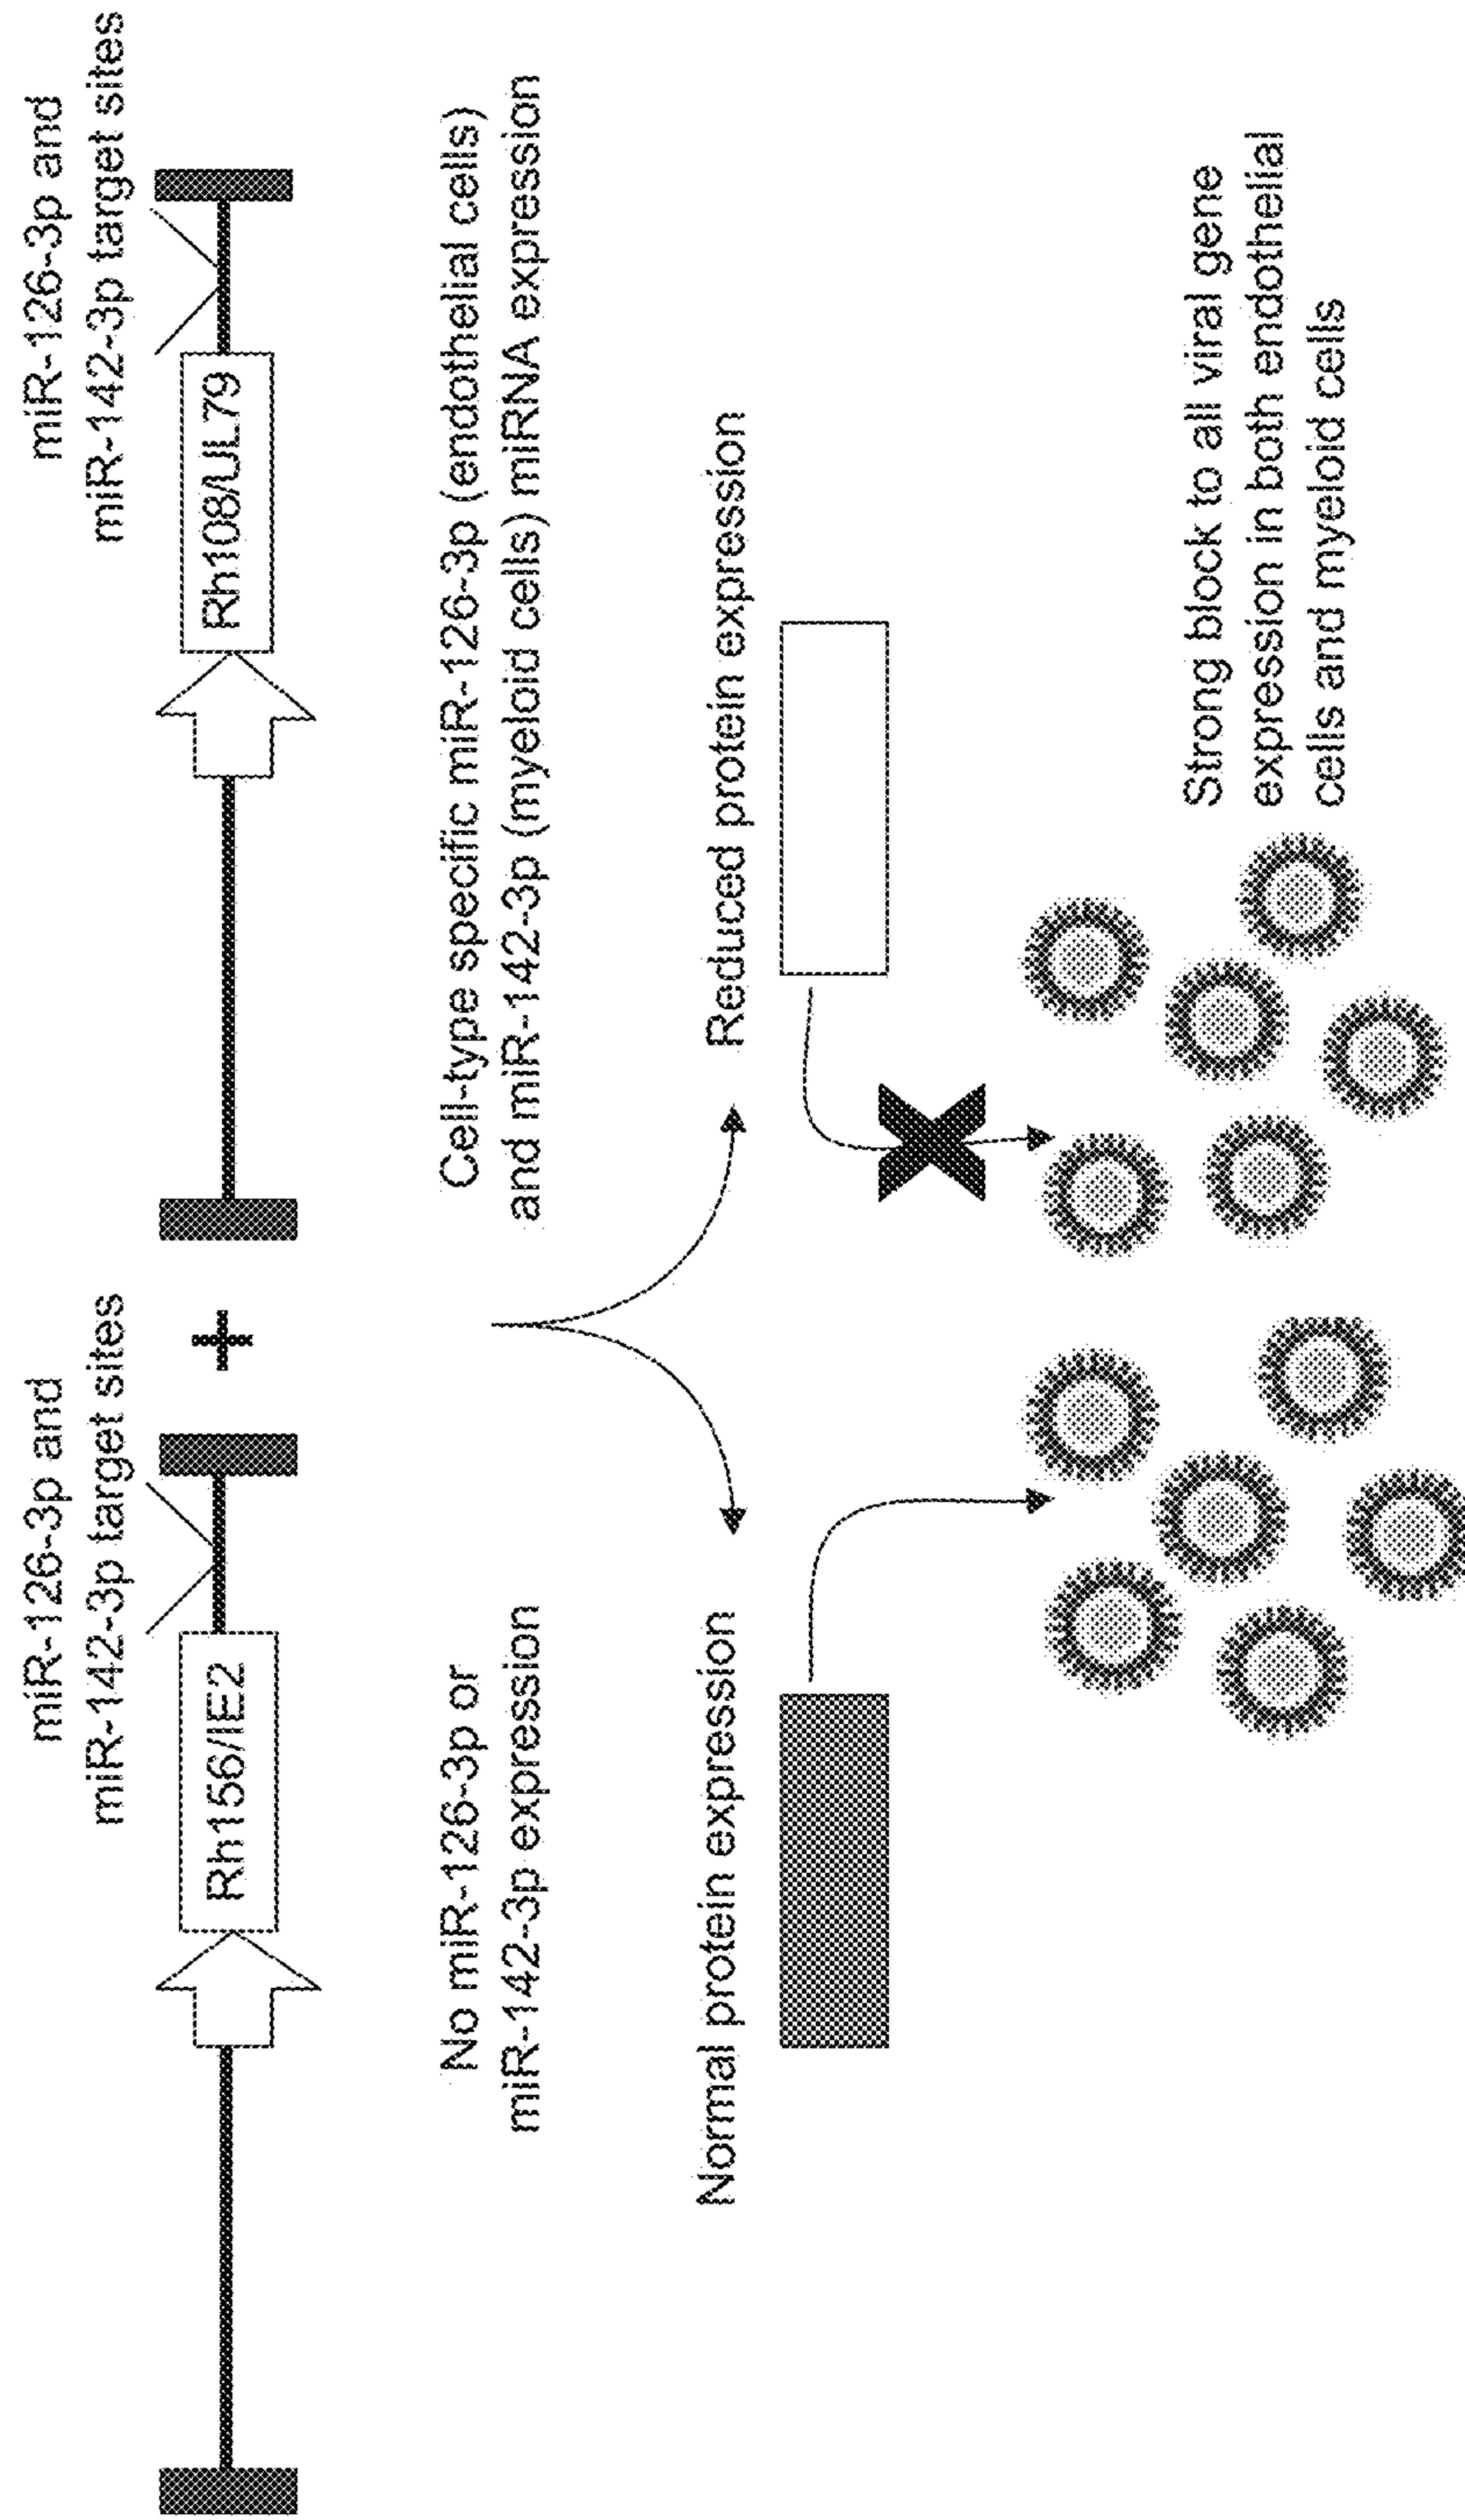 miR-126-3p and
miR-142-3p target sites
Rh156/IE2
+
miR-126-3p and
miR-142-3p target sites
Rh108/UL79
No miR-126-3p or
miR-142-3p expression
Cell-type specific miR-126-3p (endothelial cells)
and miR-142-3p (myeloid cells) miRNA expression
Normal protein expression
Reduced protein expression
Strong block to all viral gene
expression in both endothelial
cells and myeloid cells